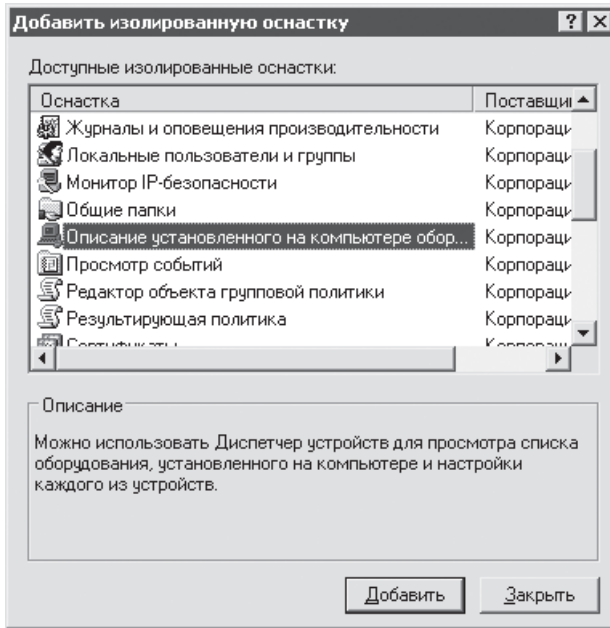 Добавить изолированную оснастку
Доступные изолированные оснастки:
Оснастка Поставщи
Журналы и оповещения производительности Корпораци
Локальные пользователи и группы Корпораци
Монитор IP-безопасности Корпораци
Общие папки Корпораци
Описание установленного на компьютере обор... Корпораци
Просмотр событий Корпораци
Редактор объекта групповой политики Корпораци
Результирующая политика Корпораци
Сертификаты
Описание
Можно использовать Диспетчер устройств для просмотра списка
оборудования, установленного на компьютере и настройки
каждого из устройств.
Добавить Закрыть